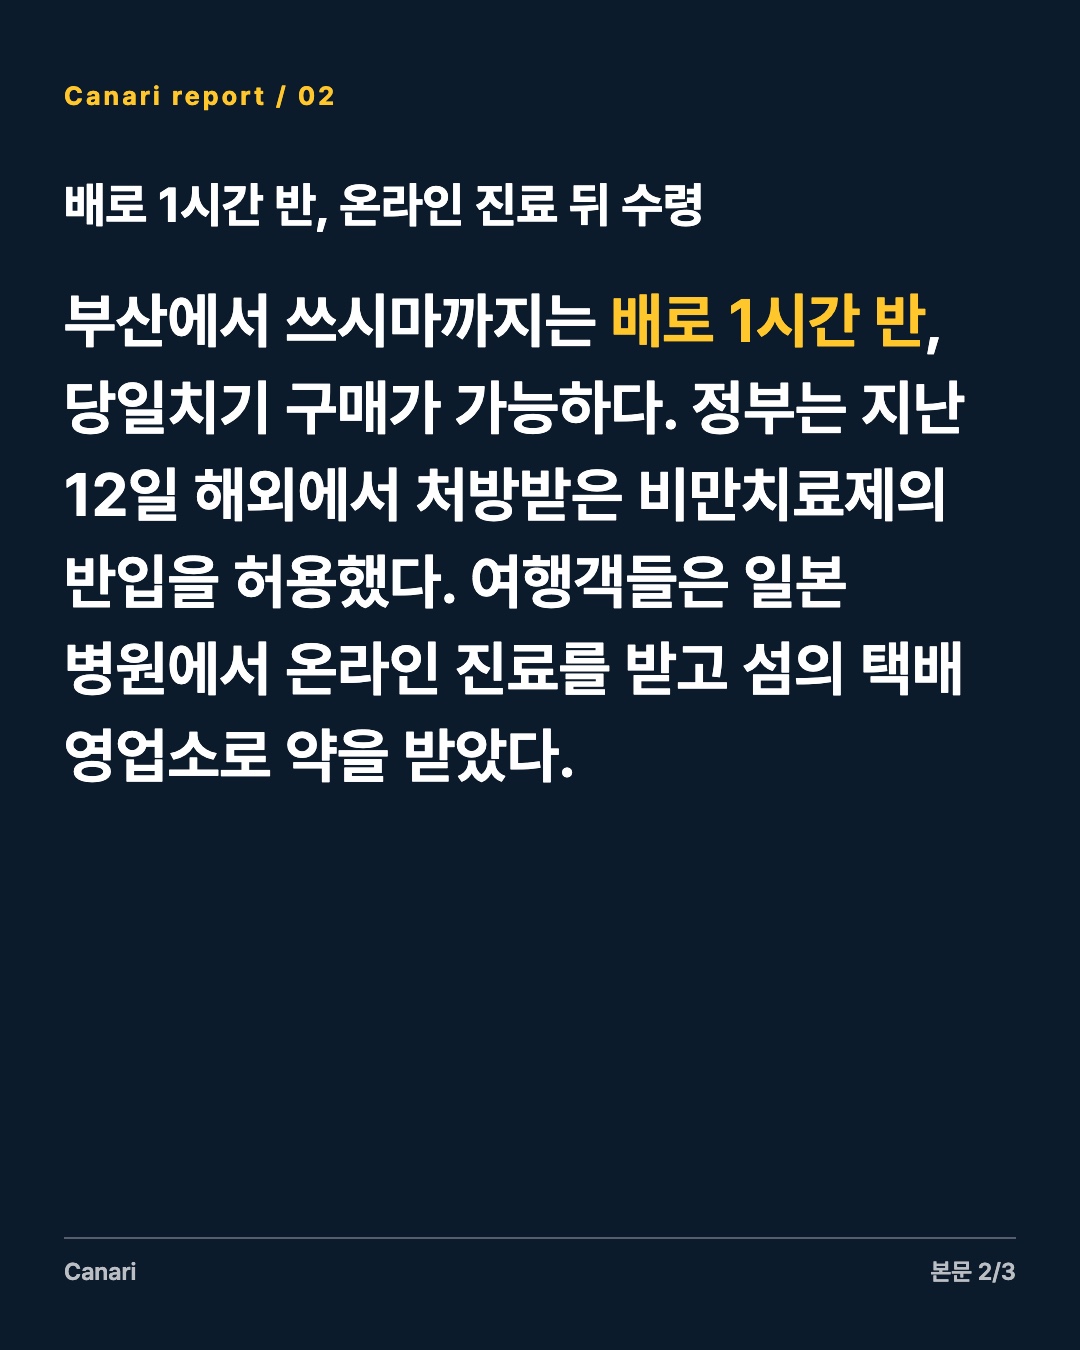 Canari report / 02
배로 1시간 반, 온라인 진료 뒤 수령
부산에서 쓰시마까지는 배로 1시간 반,
당일치기 구매가 가능하다. 정부는 지난
12일 해외에서 처방받은 비만치료제의
반입을 허용했다. 여행객들은 일본
병원에서 온라인 진료를 받고 섬의 택배
영업소로 약을 받았다.
Canari
본문 2/3